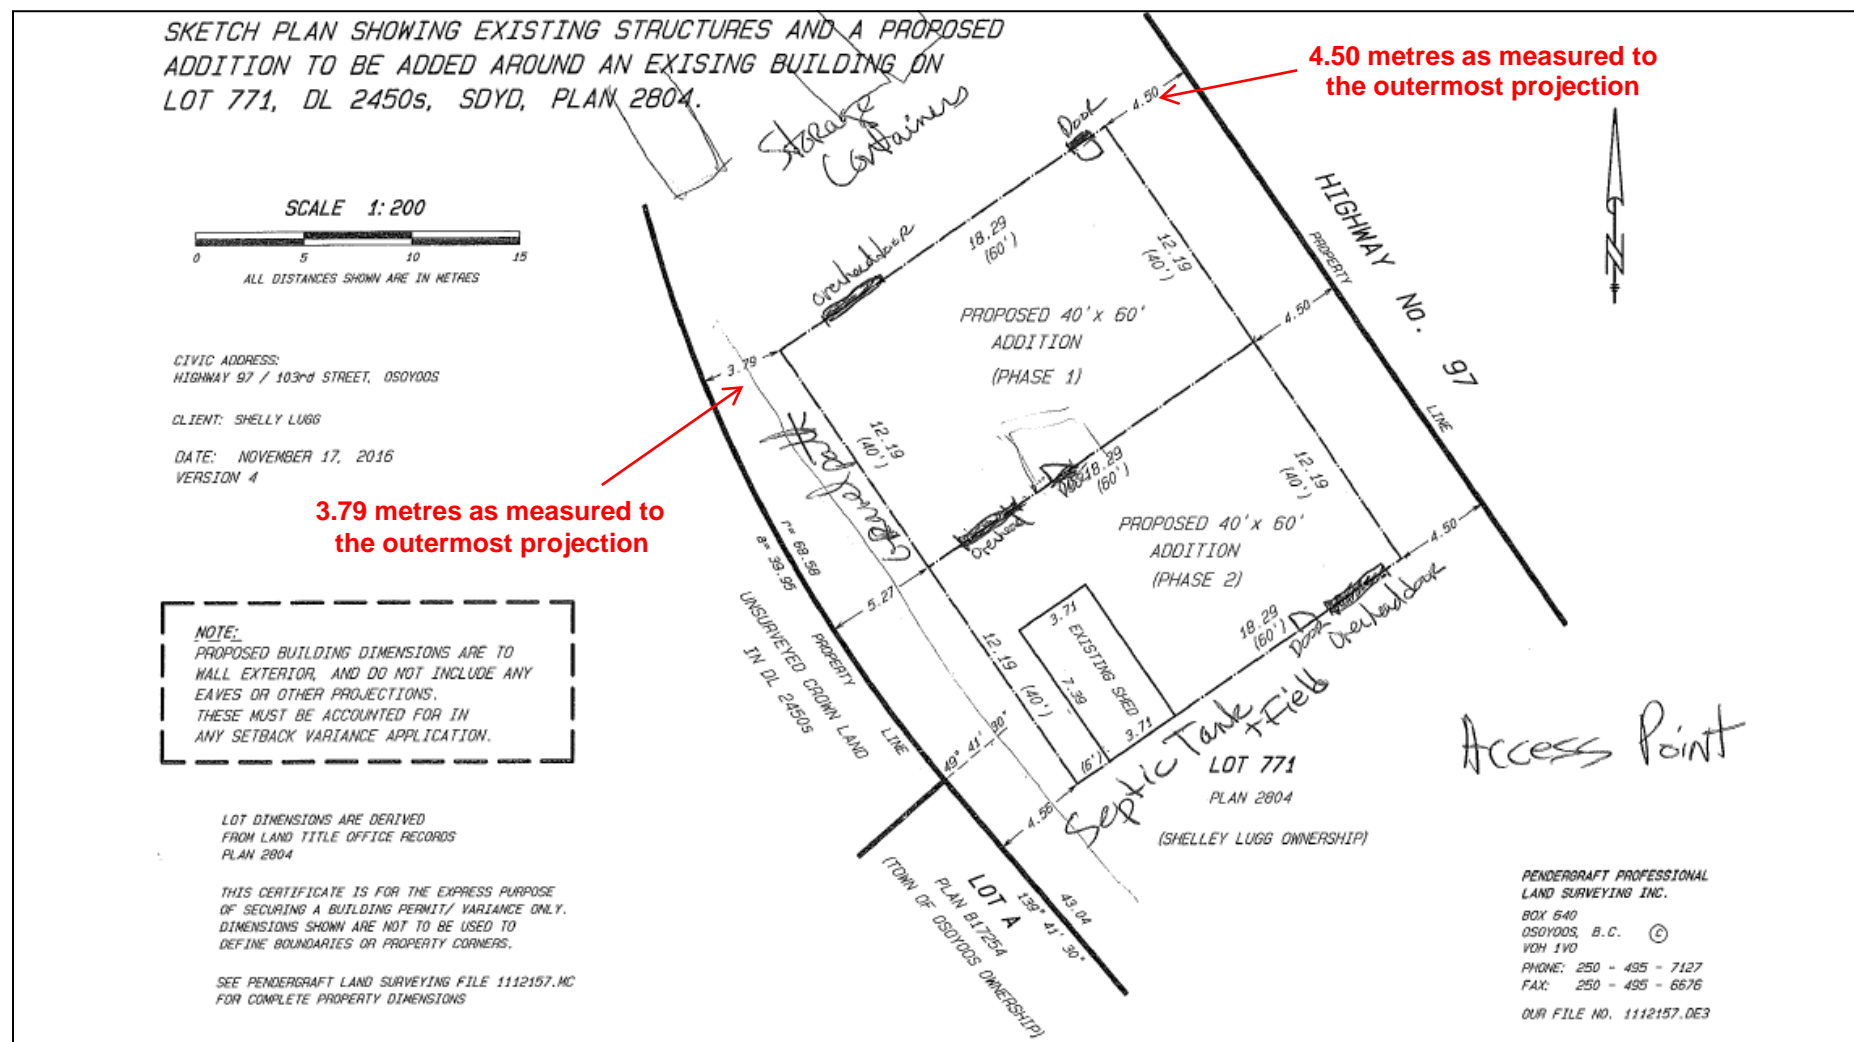 SKETCH PLAN SHOWING EXISTING STRUCTURES AND A PROPOSED
ADDITION TO BE ADDED AROUND AN EXISING BUILDING ON
LOT 771, DL 2450s, SDYD, PLAN 2804.
4.50 metres as measured to
the outermost projection
Storage
Containers
Door
4.50
SCALE 1:200
0 5 10 15
ALL DISTANCES SHOWN ARE IN METRES
HIGHWAY No. 97
PROPERTY
LINE
N
overhead door
18.29
(60')
12.19
(40')
4.50
PROPOSED 40'x 60'
ADDITION
(PHASE 1)
3.79
CIVIC ADDRESS:
HIGHWAY 97 / 103rd STREET, OSOYOOS
CLIENT: SHELLY LUGG
DATE: NOVEMBER 17, 2016
VERSION 4
3.79 metres as measured to
the outermost projection
12.19
(40')
Gravel Path
Overhead
Door
18.29
(60')
12.19
(40')
4.50
PROPOSED 40'x 60'
ADDITION
(PHASE 2)
r= 68.58
a= 39.95
5.27
UNSURVEYED CROWN LAND
IN DL 2450s
PROPERTY
LINE
12.19
(40')
3.71
EXISTING SHED
7.39
3.71
(6')
18.29
(60')
Door
Overhead door
Septic Tank
+ Field
Access Point
NOTE:
PROPOSED BUILDING DIMENSIONS ARE TO
WALL EXTERIOR, AND DO NOT INCLUDE ANY
EAVES OR OTHER PROJECTIONS.
THESE MUST BE ACCOUNTED FOR IN
ANY SETBACK VARIANCE APPLICATION.
49° 41' 30"
4.56
LOT 771
PLAN 2804
(SHELLEY LUGG OWNERSHIP)
LOT DIMENSIONS ARE DERIVED
FROM LAND TITLE OFFICE RECORDS
PLAN 2804
THIS CERTIFICATE IS FOR THE EXPRESS PURPOSE
OF SECURING A BUILDING PERMIT/ VARIANCE ONLY.
DIMENSIONS SHOWN ARE NOT TO BE USED TO
DEFINE BOUNDARIES OR PROPERTY CORNERS.
SEE PENDERGRAFT LAND SURVEYING FILE 1112157.MC
FOR COMPLETE PROPERTY DIMENSIONS
LOT A
PLAN B17254
(TOWN OF OSOYOOS OWNERSHIP)
43.04
139° 41' 30"
PENDERGRAFT PROFESSIONAL
LAND SURVEYING INC.
BOX 640
OSOYOOS, B.C. ©
VOH 1VO
PHONE: 250 - 495 - 7127
FAX: 250 - 495 - 6676
OUR FILE NO. 1112157.DE3